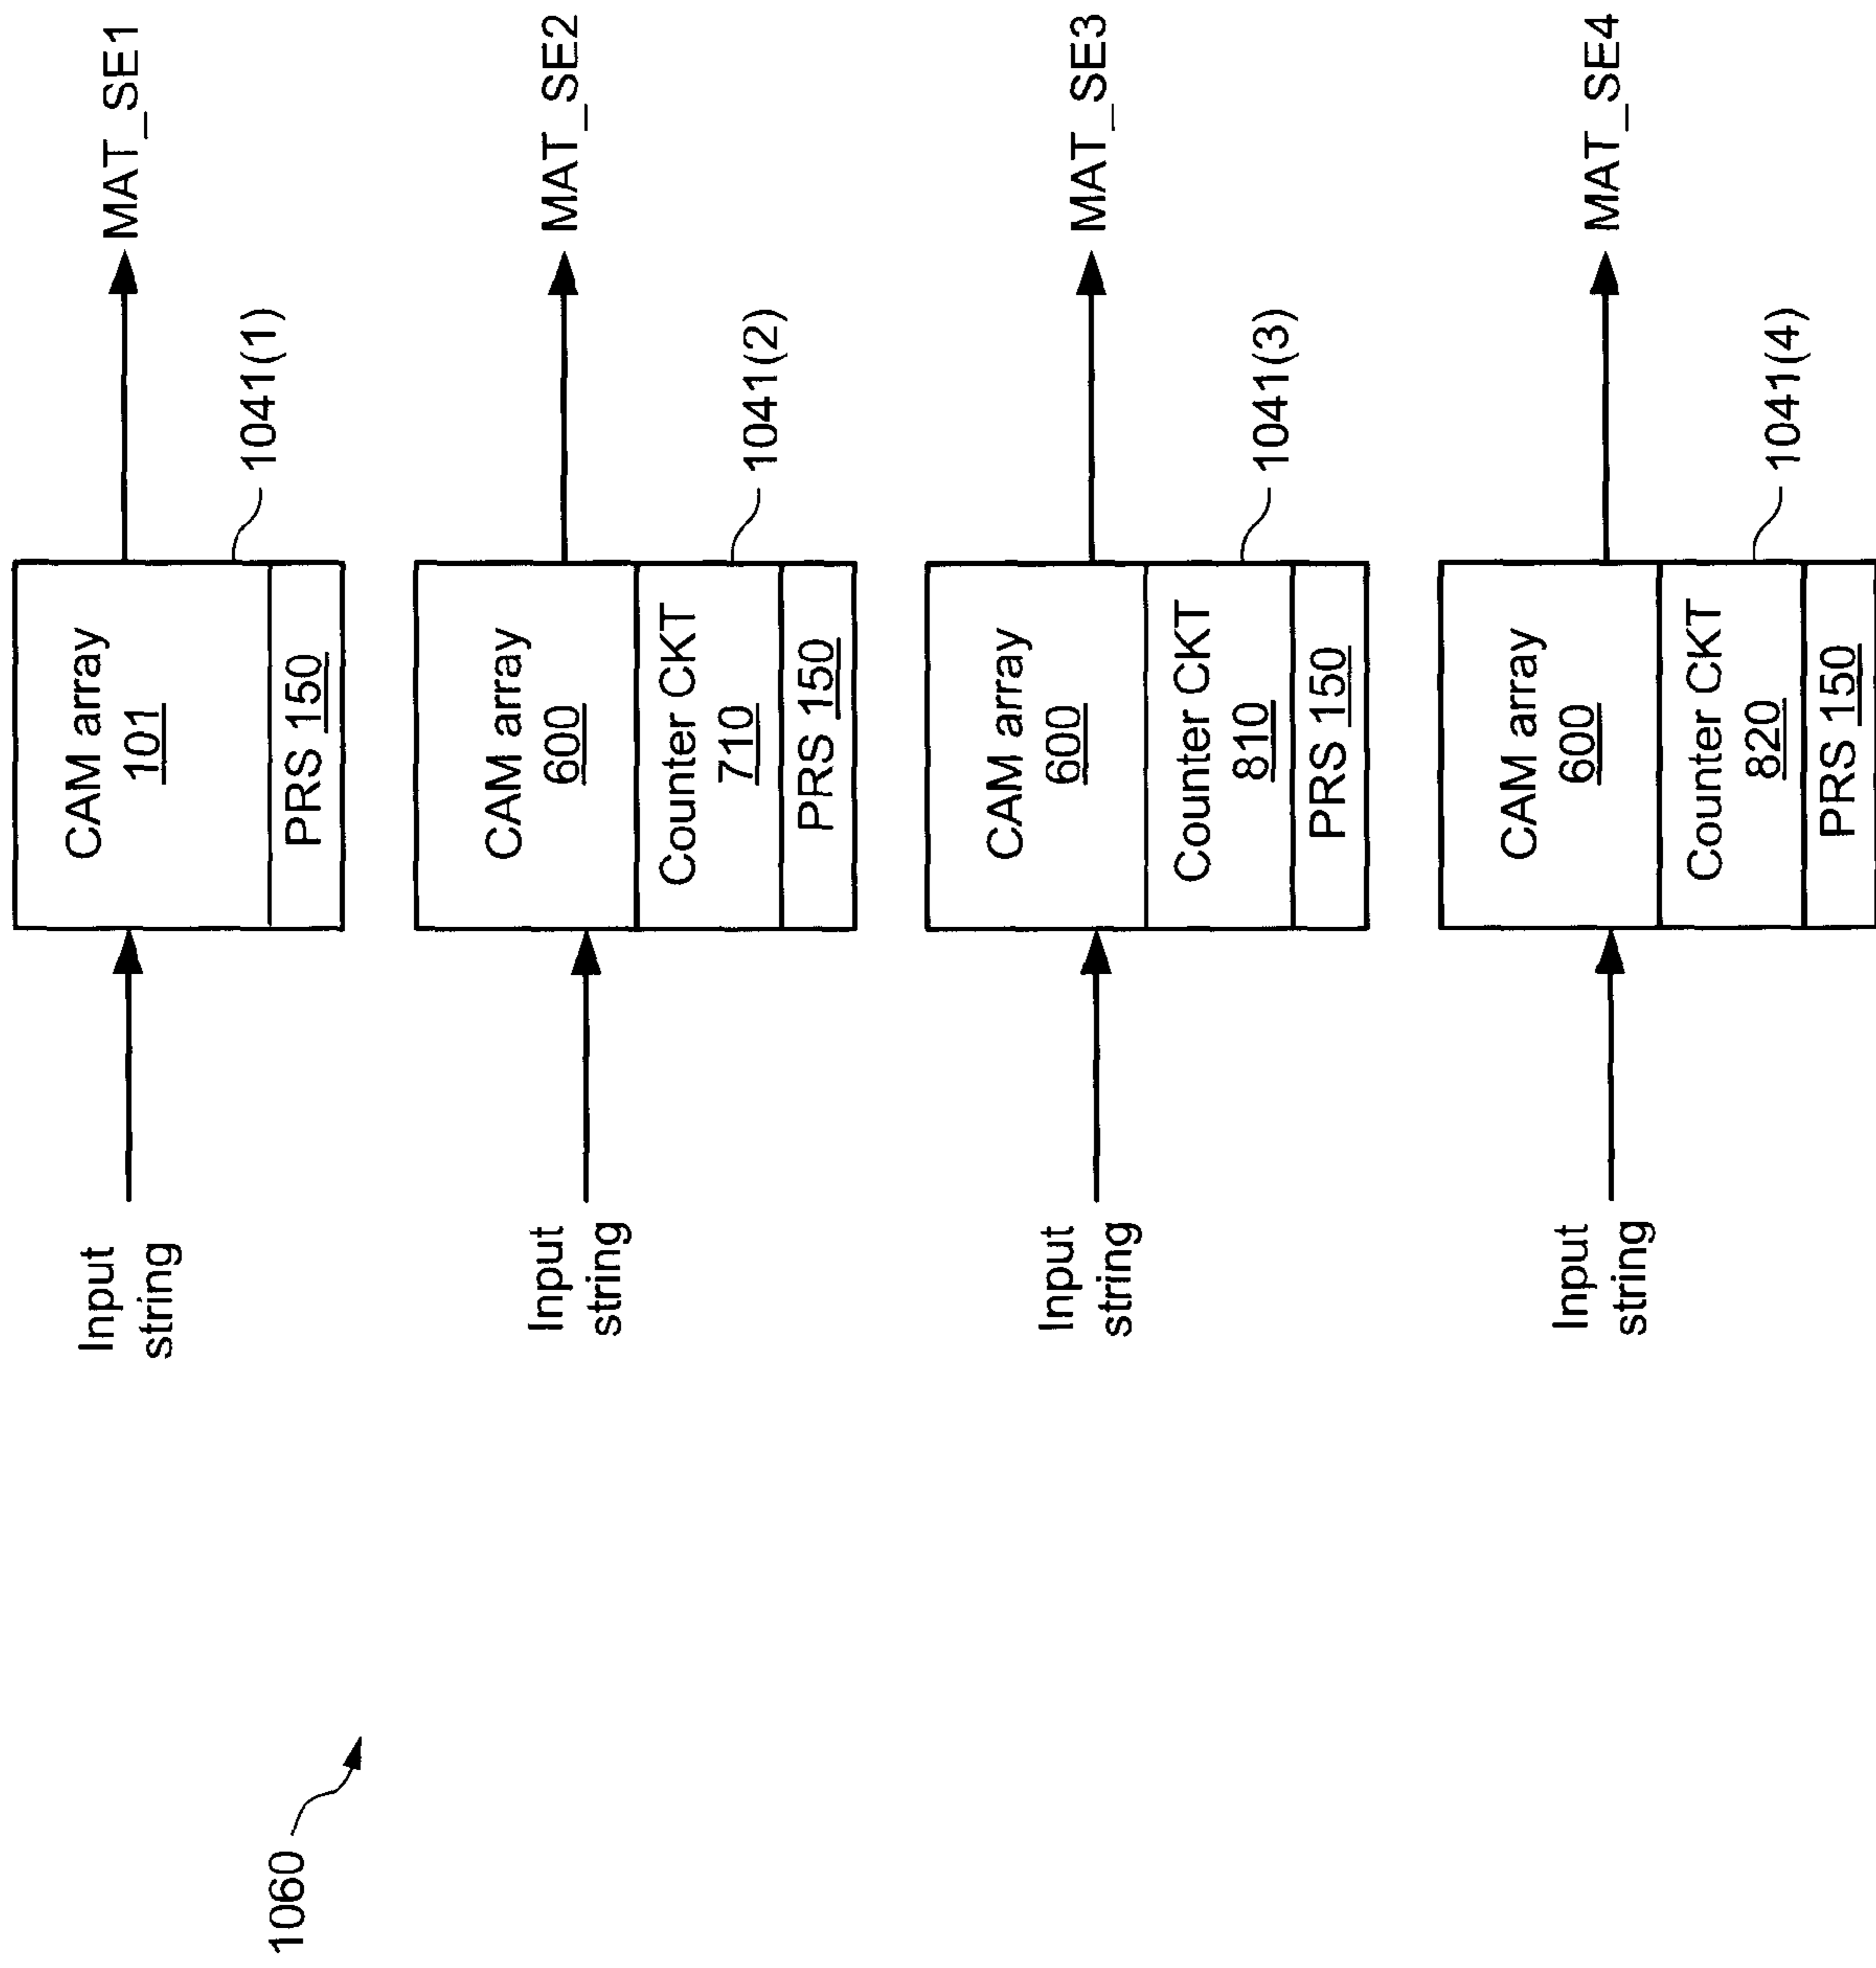 1060
Input
string
CAM array
101
PRS 150
1041(1)
MAT_SE1
Input
string
CAM array
600
Counter CKT
710
PRS 150
1041(2)
MAT_SE2
Input
string
CAM array
600
Counter CKT
810
PRS 150
1041(3)
MAT_SE3
Input
string
CAM array
600
Counter CKT
820
PRS 150
1041(4)
MAT_SE4